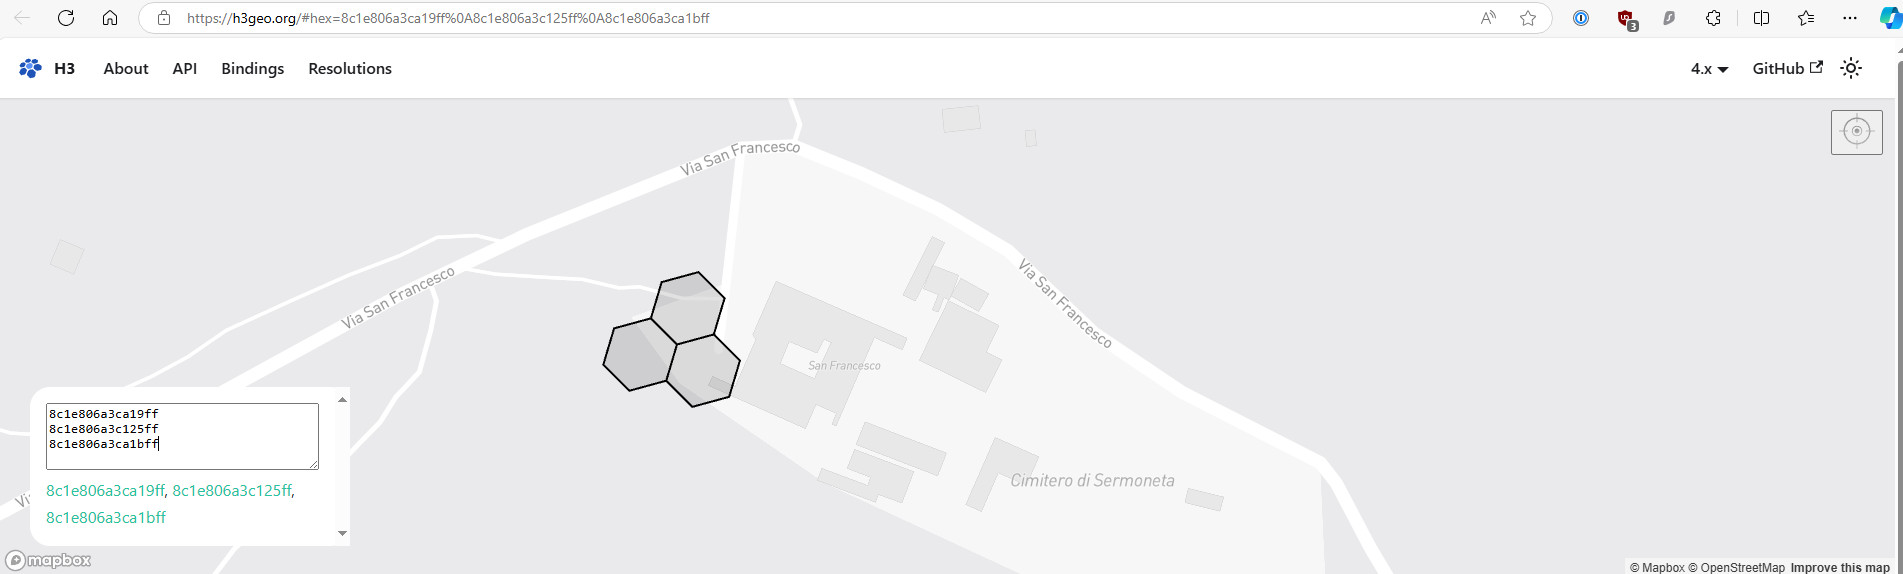 https://h3geo.org/#hex=8c1e806a3ca19ff%0A8c1e806a3c125ff%0A8c1e806a3ca1bff
3
H3 About API Bindings Resolutions 4.x GitHub
Via San Francesco
Via San Francesco
Via San Francesco
San Francesco
Cimitero di Sermoneta
8c1e806a3ca19ff
8c1e806a3c125ff
8c1e806a3ca1bff
8c1e806a3ca19ff, 8c1e806a3c125ff,
8c1e806a3ca1bff
mapbox
© Mapbox © OpenStreetMap Improve this map